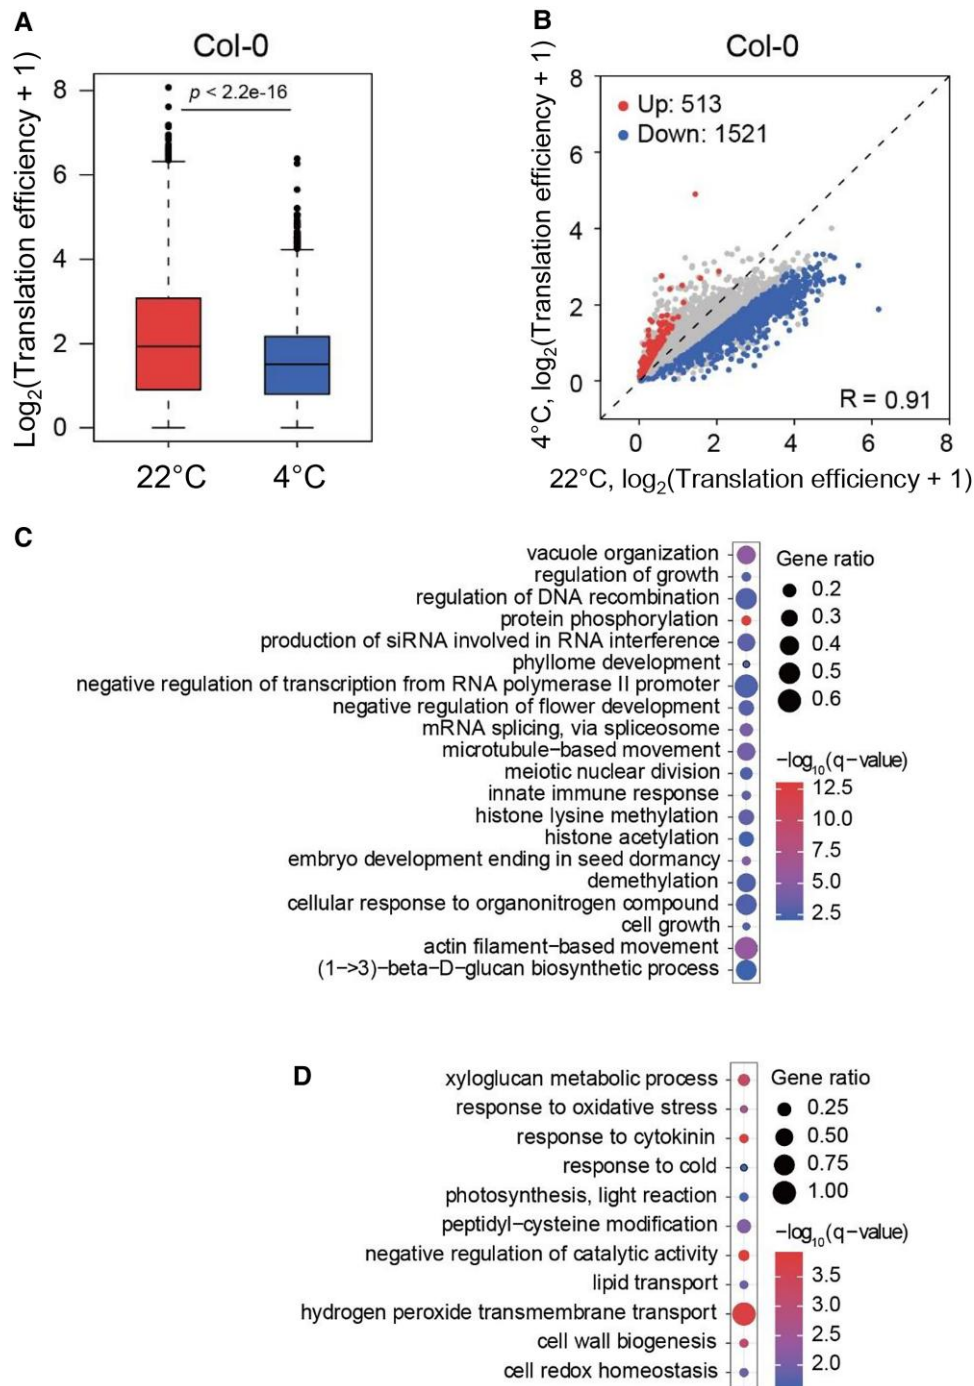 A
Col-0
Log2(Translation efficiency + 1)
8
6
4
2
0
p < 2.2e-16
22°C
4°C
B
Col-0
4°C, log2(Translation efficiency + 1)
8
6
4
2
0
Up: 513
Down: 1521
R = 0.91
0 2 4 6 8
22°C, log2(Translation efficiency + 1)
C
vacuole organization
regulation of growth
regulation of DNA recombination
protein phosphorylation
production of siRNA involved in RNA interference
phyllome development
negative regulation of transcription from RNA polymerase II promoter
negative regulation of flower development
mRNA splicing, via spliceosome
microtubule−based movement
meiotic nuclear division
innate immune response
histone lysine methylation
histone acetylation
embryo development ending in seed dormancy
demethylation
cellular response to organonitrogen compound
cell growth
actin filament−based movement
(1−>3)−beta−D−glucan biosynthetic process
Gene ratio
0.2
0.3
0.4
0.5
0.6
−log10(q−value)
12.5
10.0
7.5
5.0
2.5
D
xyloglucan metabolic process
response to oxidative stress
response to cytokinin
response to cold
photosynthesis, light reaction
peptidyl−cysteine modification
negative regulation of catalytic activity
lipid transport
hydrogen peroxide transmembrane transport
cell wall biogenesis
cell redox homeostasis
Gene ratio
0.25
0.50
0.75
1.00
−log10(q−value)
3.5
3.0
2.5
2.0